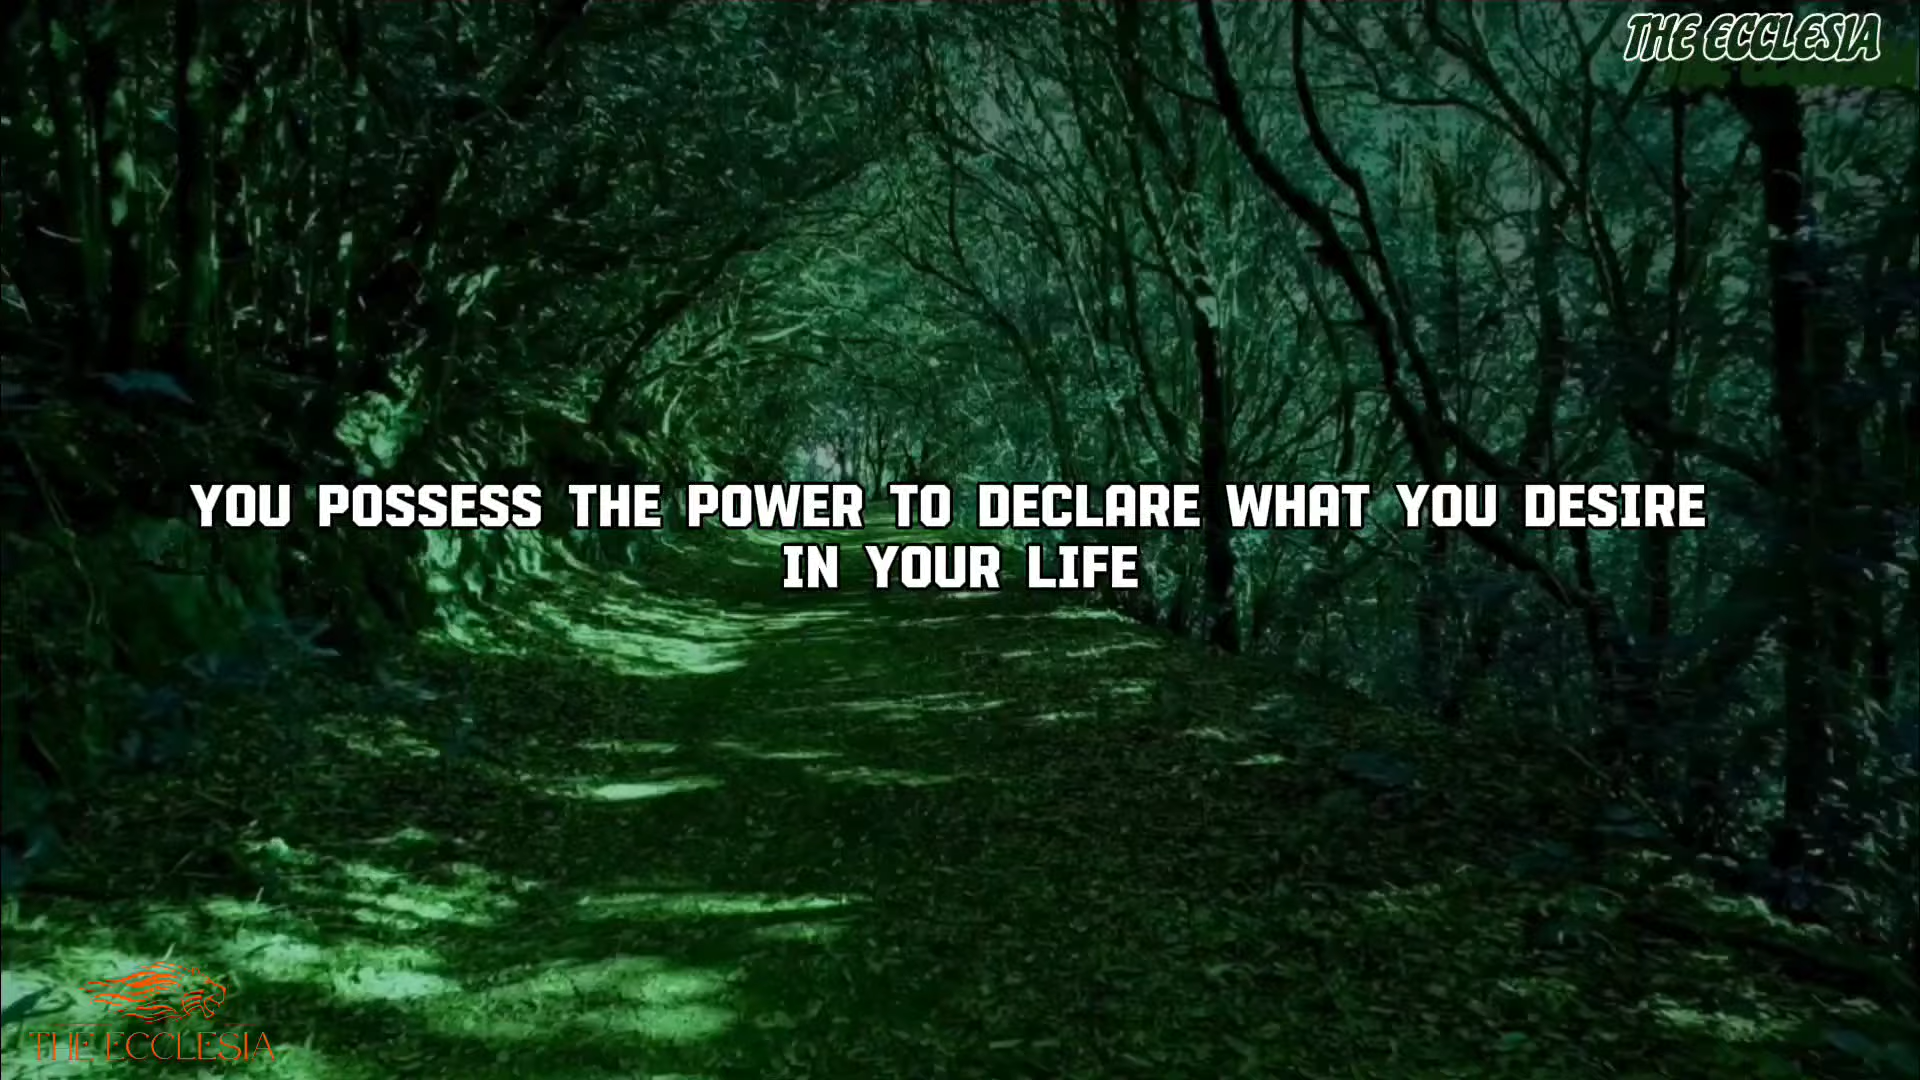 THE ECCLESIA
YOU POSSESS THE POWER TO DECLARE WHAT YOU DESIRE
IN YOUR LIFE
THE ECCLESIA